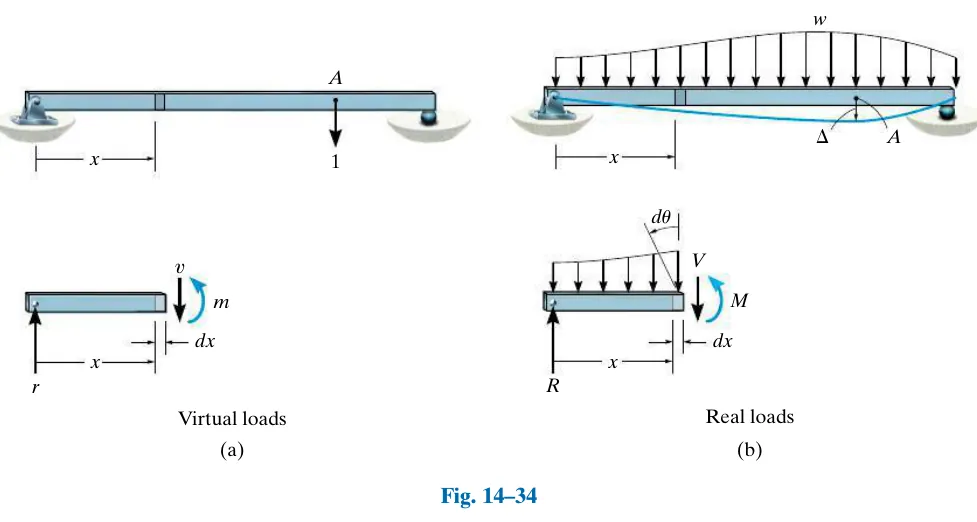 A
1
x
w
Δ
A
x
v
m
dx
x
r
Virtual loads
(a)
dθ
V
M
dx
x
R
Real loads
(b)
Fig. 14–34